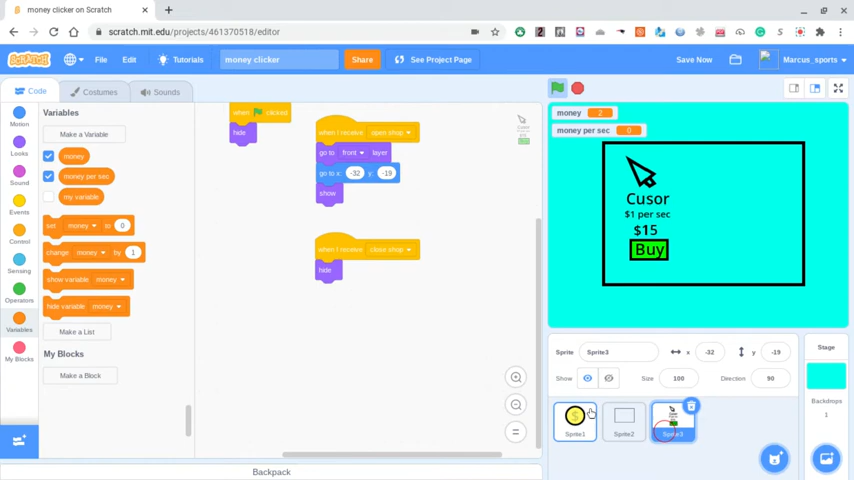 money clicker on Scratch
scratch.mit.edu/projects/461370518/editor
SCRATCH
File
Edit
Tutorials
money clicker
Share
See Project Page
Save Now
Marcus_sports
Code
Costumes
Sounds
Motion
Looks
Sound
Events
Control
Sensing
Operators
Variables
My Blocks
Variables
Make a Variable
money
money per sec
my variable
set money to 0
change money by 1
show variable money
hide variable money
Make a List
My Blocks
Make a Block
when clicked
hide
when I receive open shop
go to front layer
go to x: -32 y: -19
show
when I receive close shop
hide
Backpack
money 2
money per sec 0
Cusor
$1 per sec
$15
Buy
Sprite Sprite3 x -32 y -19
Show Size 100 Direction 90
Sprite1
Sprite2
Sprite3
Stage
Backdrops
1